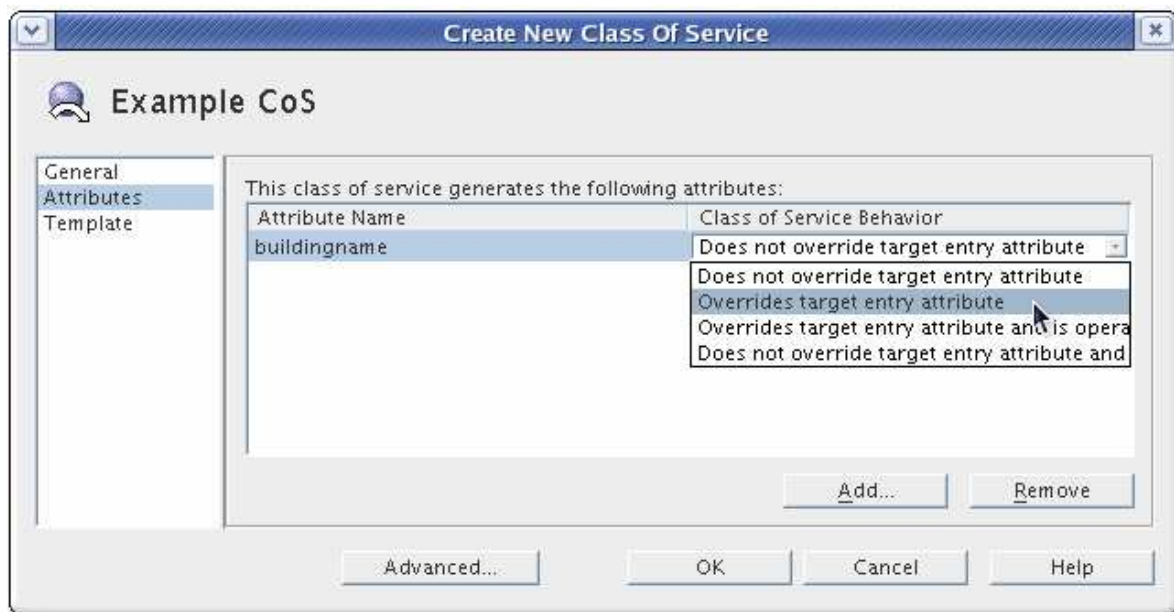 Create New Class Of Service
Example CoS
General
Attributes
Template
This class of service generates the following attributes:
Attribute Name
Class of Service Behavior
buildingname
Does not override target entry attribute
Does not override target entry attribute
Overrides target entry attribute
Overrides target entry attribute and is opera
Does not override target entry attribute and
Add...
Remove
Advanced...
OK
Cancel
Help